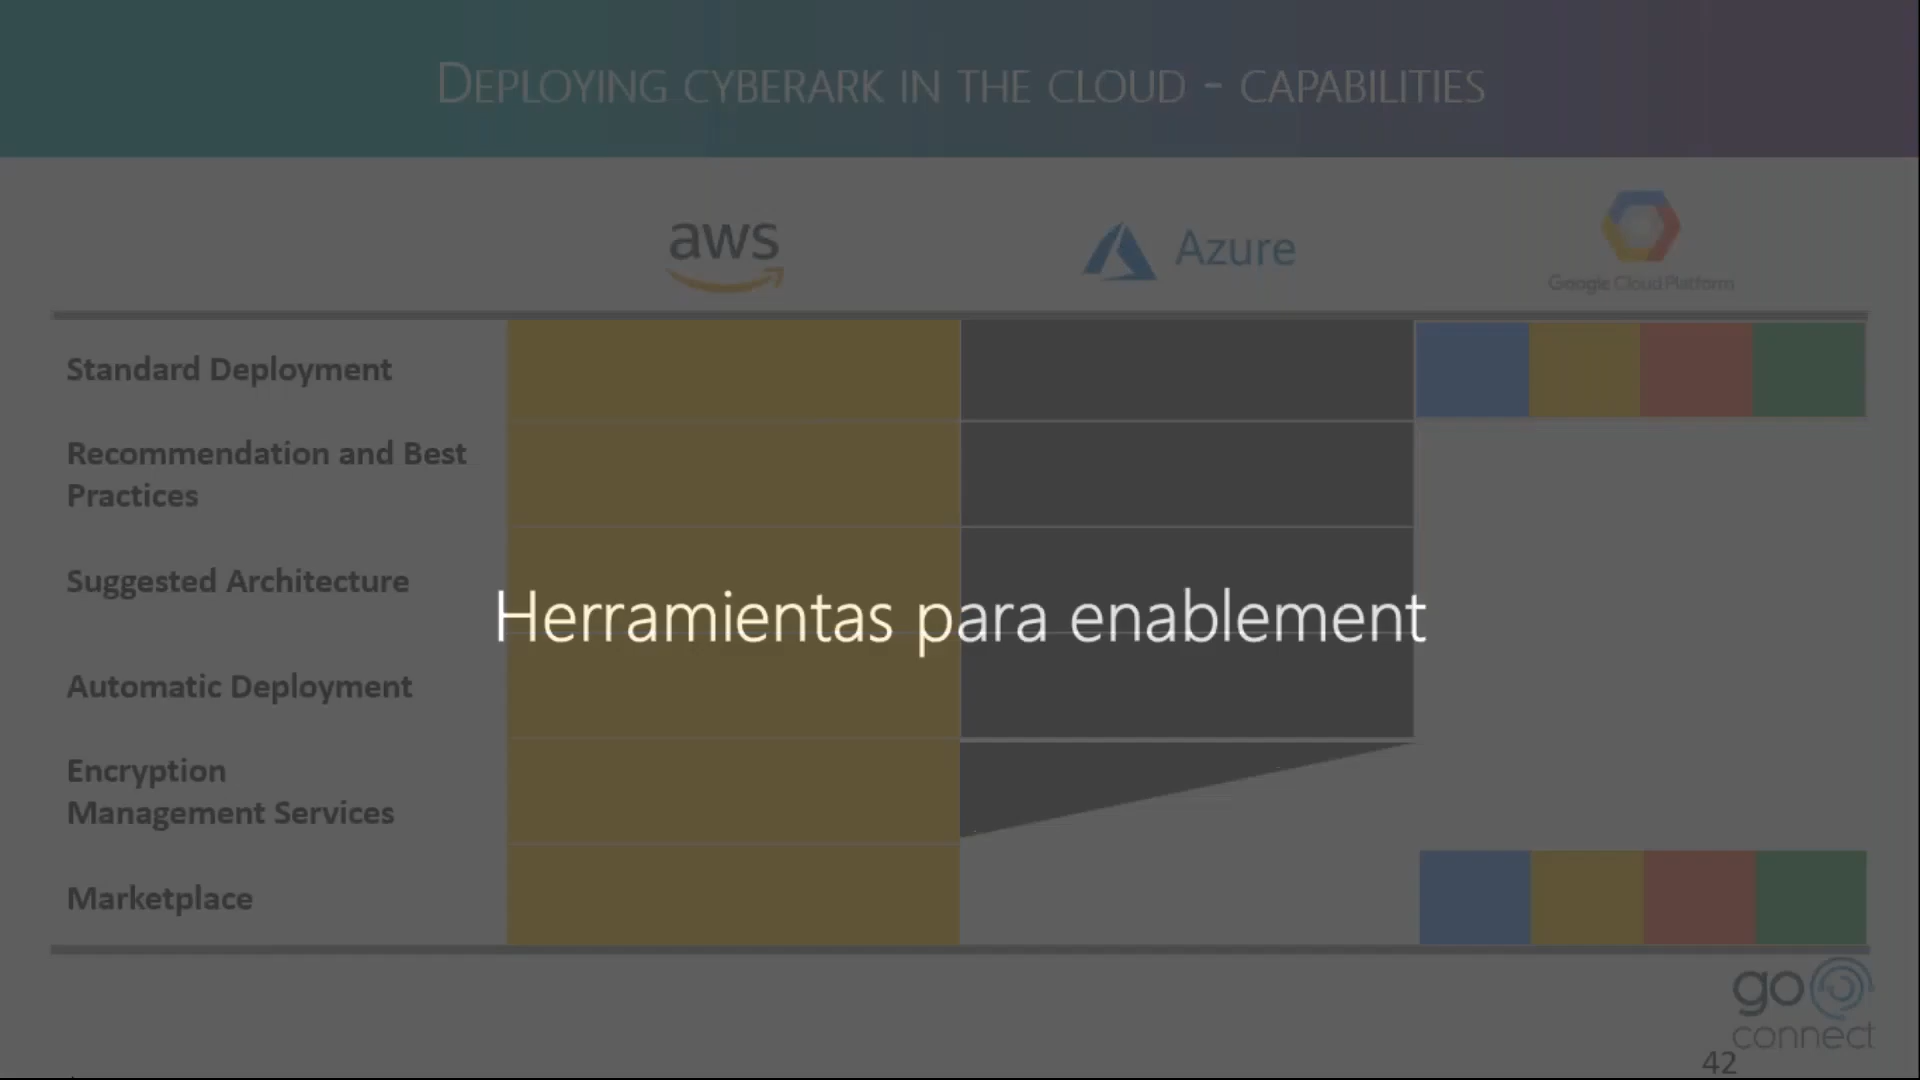 DEPLOYING CYBERARK IN THE CLOUD - CAPABILITIES
aws
Azure
Google Cloud Platform
Standard Deployment
Recommendation and Best
Practices
Suggested Architecture
Herramientas para enablement
Automatic Deployment
Encryption
Management Services
Marketplace
go
connect
42